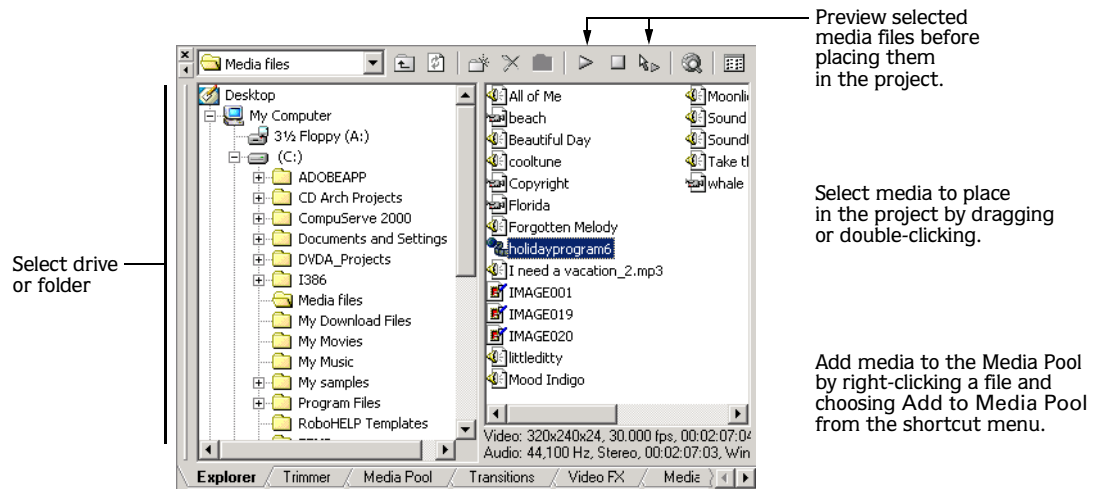 Preview selected
media files before
placing them
in the project.
Media files
Desktop
My Computer
3½ Floppy (A:)
(C:)
ADOBEAPP
CD Arch Projects
CompuServe 2000
Documents and Settings
DVDA_Projects
I386
Media files
My Download Files
My Movies
My Music
My samples
Program Files
RoboHELP Templates
All of Me
beach
Beautiful Day
cooltune
Copyright
Florida
Forgotten Melody
holidayprogram6
I need a vacation_2.mp3
IMAGE001
IMAGE019
IMAGE020
littleditty
Mood Indigo
Moonli
Sound
Sound
Take t
whale
Video: 320x240x24, 30.000 fps, 00:02:07:04
Audio: 44,100 Hz, Stereo, 00:02:07:03, Win
Explorer
Trimmer
Media Pool
Transitions
Video FX
Media
Select drive
or folder
Select media to place
in the project by dragging
or double-clicking.
Add media to the Media Pool
by right-clicking a file and
choosing Add to Media Pool
from the shortcut menu.